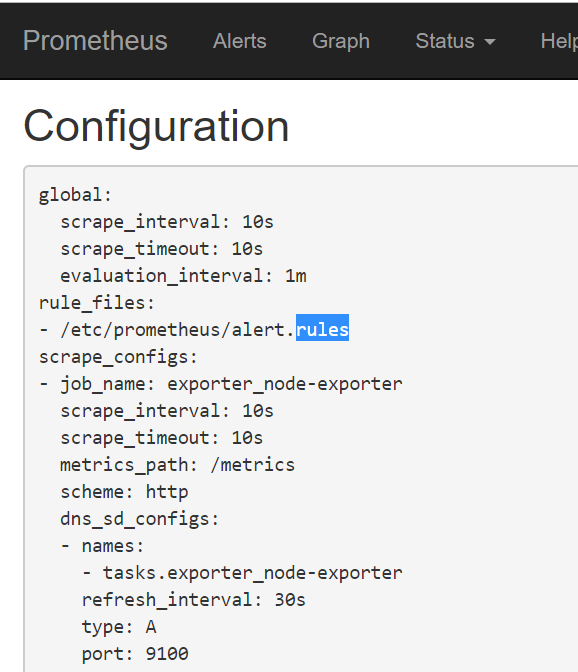 Prometheus Alerts Graph Status Help
Configuration
global:
  scrape_interval: 10s
  scrape_timeout: 10s
  evaluation_interval: 1m
rule_files:
- /etc/prometheus/alert.rules
scrape_configs:
- job_name: exporter_node-exporter
  scrape_interval: 10s
  scrape_timeout: 10s
  metrics_path: /metrics
  scheme: http
  dns_sd_configs:
  - names:
    - tasks.exporter_node-exporter
    refresh_interval: 30s
    type: A
    port: 9100